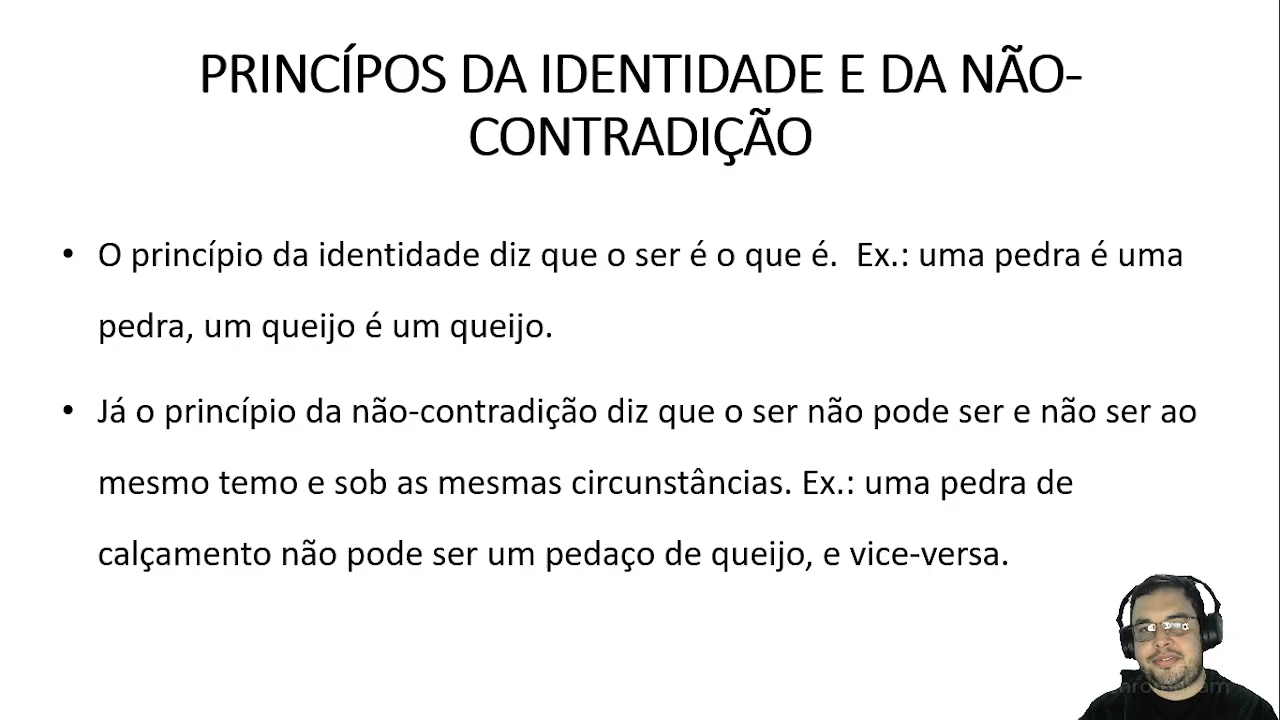 PRINCÍPOS DA IDENTIDADE E DA NÃO-
CONTRADIÇÃO
• O princípio da identidade diz que o ser é o que é. Ex.: uma pedra é uma
pedra, um queijo é um queijo.
• Já o princípio da não-contradição diz que o ser não pode ser e não ser ao
mesmo temo e sob as mesmas circunstâncias. Ex.: uma pedra de
calçamento não pode ser um pedaço de queijo, e vice-versa.